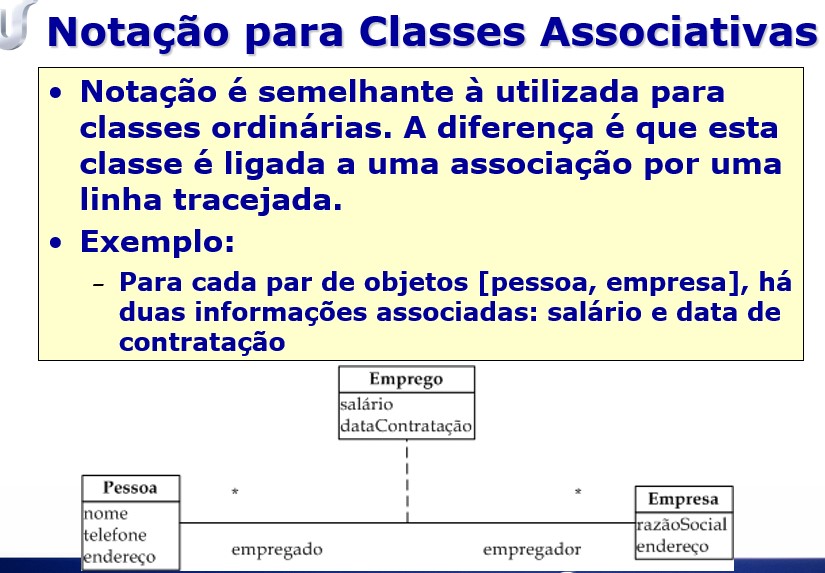 Notação para Classes Associativas
• Notação é semelhante à utilizada para
classes ordinárias. A diferença é que esta
classe é ligada a uma associação por uma
linha tracejada.
• Exemplo:
– Para cada par de objetos [pessoa, empresa], há
duas informações associadas: salário e data de
contratação
Emprego
salário
dataContratação
Pessoa
nome
telefone
endereço
*
empregado
*
empregador
Empresa
razãoSocial
endereço